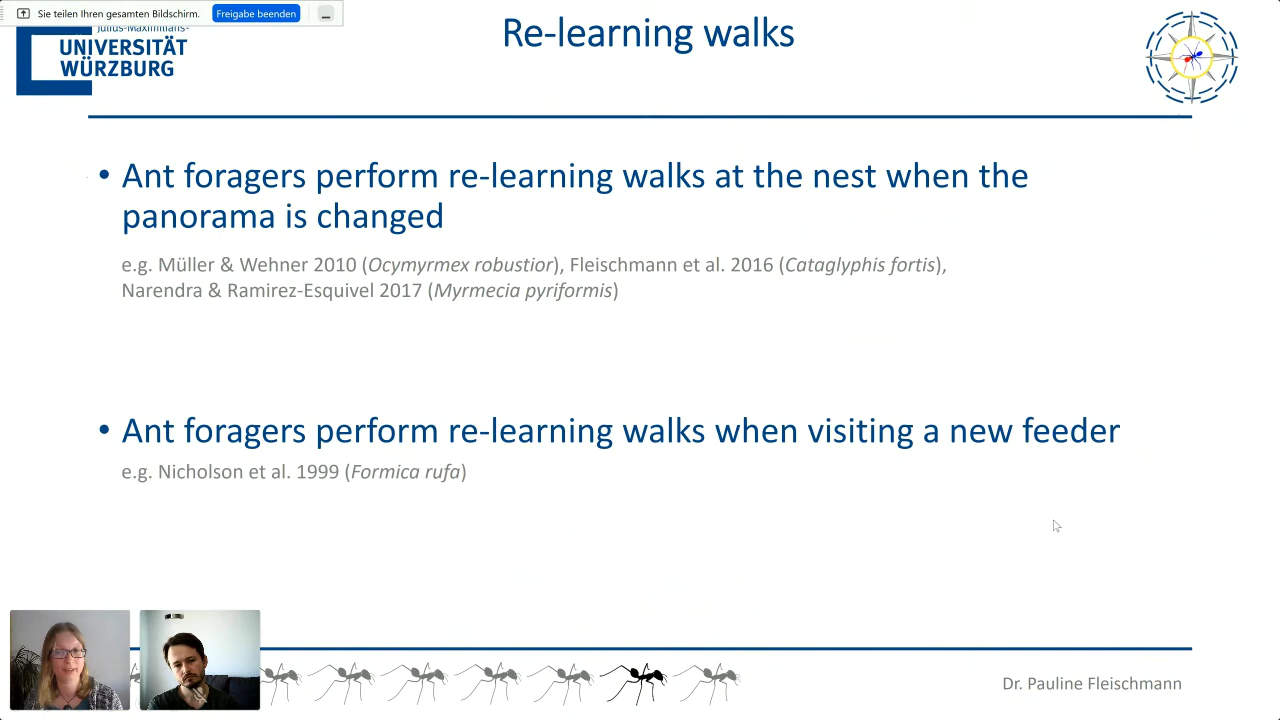 Sie teilen Ihren gesamten Bildschirm.
Freigabe beenden
Julius-Maximilians-
UNIVERSITÄT
WÜRZBURG
Re-learning walks
• Ant foragers perform re-learning walks at the nest when the
panorama is changed
e.g. Müller & Wehner 2010 (Ocymyrmex robustior), Fleischmann et al. 2016 (Cataglyphis fortis),
Narendra & Ramirez-Esquivel 2017 (Myrmecia pyriformis)
• Ant foragers perform re-learning walks when visiting a new feeder
e.g. Nicholson et al. 1999 (Formica rufa)
Dr. Pauline Fleischmann